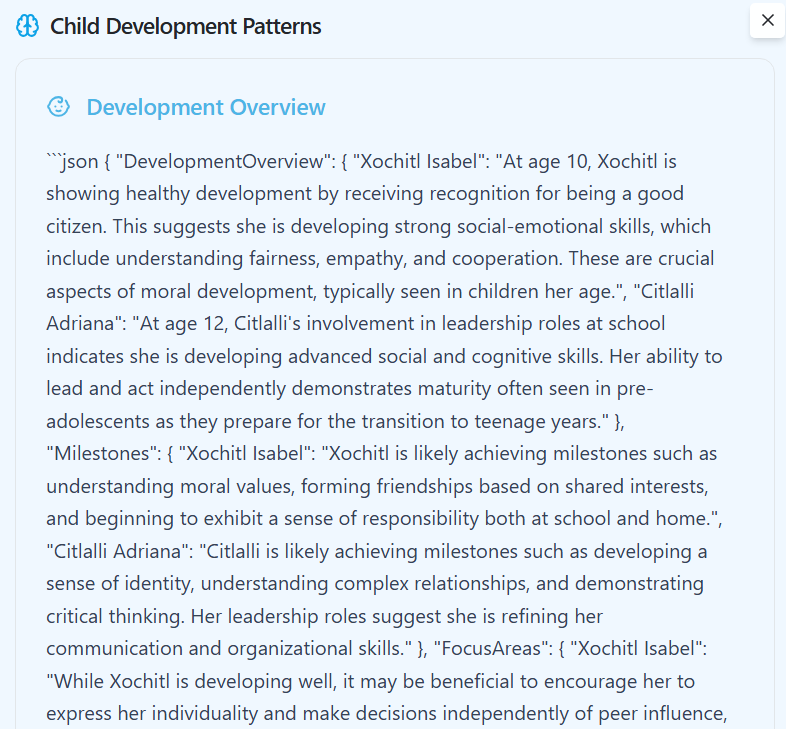 Child Development Patterns
Development Overview
```json { "DevelopmentOverview": { "Xochitl Isabel": "At age 10, Xochitl is
showing healthy development by receiving recognition for being a good
citizen. This suggests she is developing strong social-emotional skills, which
include understanding fairness, empathy, and cooperation. These are crucial
aspects of moral development, typically seen in children her age.", "Citlalli
Adriana": "At age 12, Citlalli's involvement in leadership roles at school
indicates she is developing advanced social and cognitive skills. Her ability to
lead and act independently demonstrates maturity often seen in pre-
adolescents as they prepare for the transition to teenage years." },
"Milestones": { "Xochitl Isabel": "Xochitl is likely achieving milestones such as
understanding moral values, forming friendships based on shared interests,
and beginning to exhibit a sense of responsibility both at school and home.",
"Citlalli Adriana": "Citlalli is likely achieving milestones such as developing a
sense of identity, understanding complex relationships, and demonstrating
critical thinking. Her leadership roles suggest she is refining her
communication and organizational skills." }, "FocusAreas": { "Xochitl Isabel":
"While Xochitl is developing well, it may be beneficial to encourage her to
express her individuality and make decisions independently of peer influence,